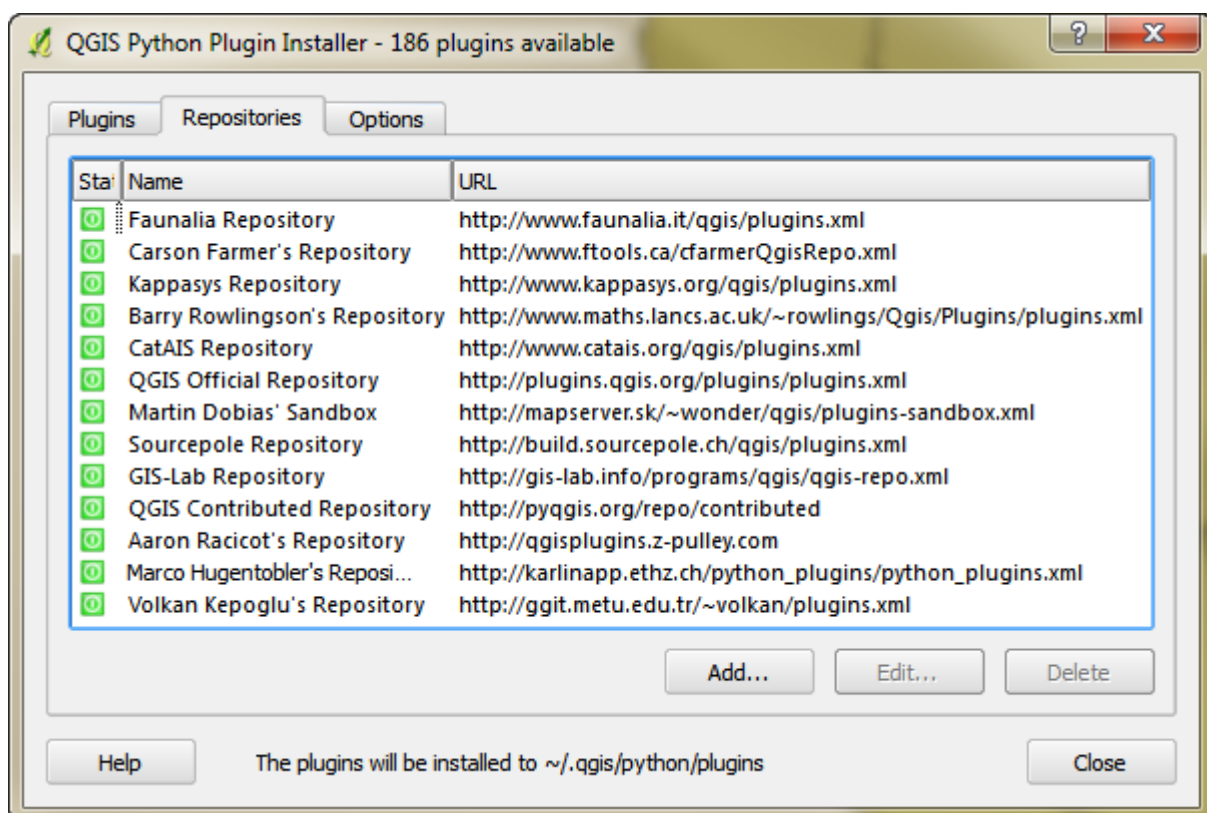 QGIS Python Plugin Installer - 186 plugins available
?
Plugins Repositories Options
Stat Name URL
Faunalia Repository http://www.faunalia.it/qgis/plugins.xml
Carson Farmer's Repository http://www.ftools.ca/cfarmerQgisRepo.xml
Kappasys Repository http://www.kappasys.org/qgis/plugins.xml
Barry Rowlingson's Repository http://www.maths.lancs.ac.uk/~rowlings/Qgis/Plugins/plugins.xml
CatAIS Repository http://www.catais.org/qgis/plugins.xml
QGIS Official Repository http://plugins.qgis.org/plugins/plugins.xml
Martin Dobias' Sandbox http://mapserver.sk/~wonder/qgis/plugins-sandbox.xml
Sourcepole Repository http://build.sourcepole.ch/qgis/plugins.xml
GIS-Lab Repository http://gis-lab.info/programs/qgis/qgis-repo.xml
QGIS Contributed Repository http://pyqgis.org/repo/contributed
Aaron Racicot's Repository http://qgisplugins.z-pulley.com
Marco Hugentobler's Reposi... http://karlinapp.ethz.ch/python_plugins/python_plugins.xml
Volkan Kepoglu's Repository http://ggit.metu.edu.tr/~volkan/plugins.xml
Add... Edit... Delete
Help The plugins will be installed to ~/.qgis/python/plugins Close